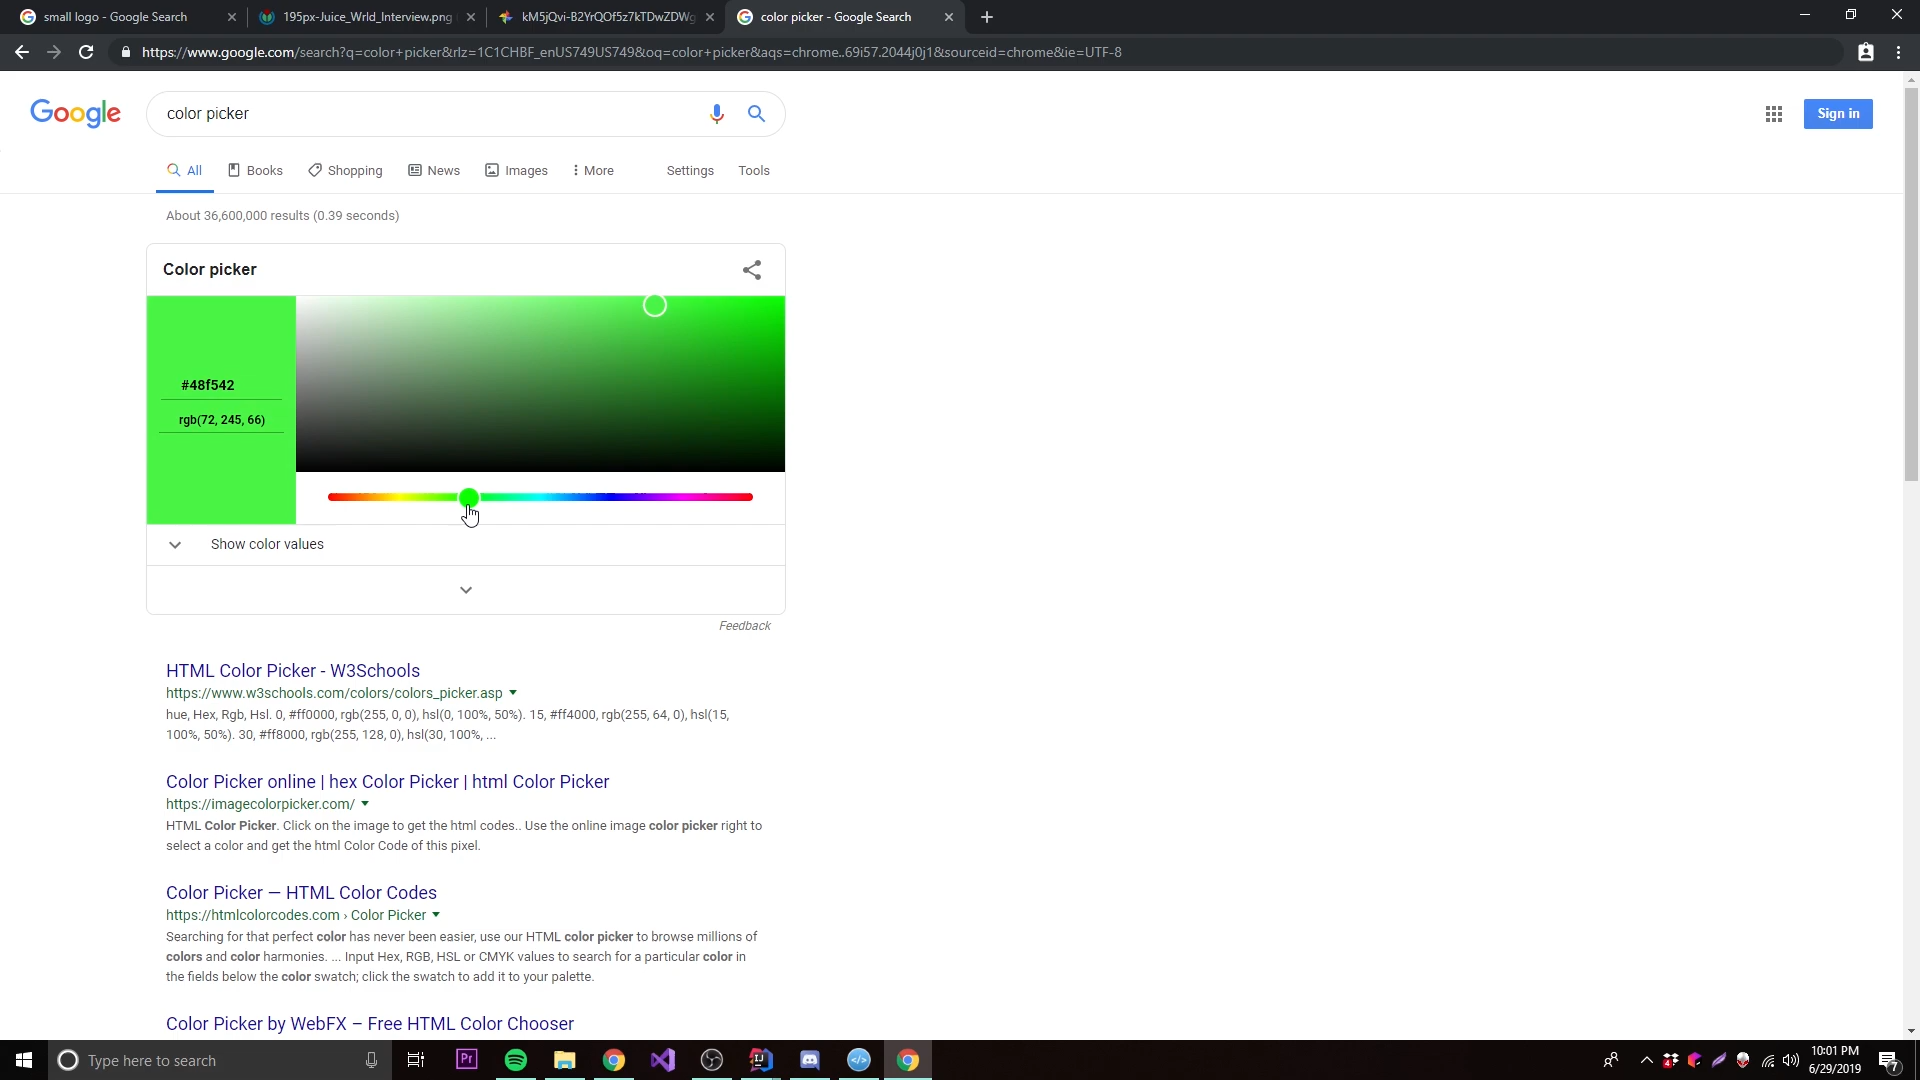 small logo - Google Search
195px-Juice_Wrld_Interview.png
kM5jQvi-B2YrQOf5z7kTDwZDWg
color picker - Google Search
https://www.google.com/search?q=color+picker&rlz=1C1CHBF_enUS749US749&oq=color+picker&aqs=chrome..69i57.2044j0j1&sourceid=chrome&ie=UTF-8
Google
color picker
Sign in
All
Books
Shopping
News
Images
More
Settings
Tools
About 36,600,000 results (0.39 seconds)
Color picker
#48f542
rgb(72, 245, 66)
Show color values
Feedback
HTML Color Picker - W3Schools
https://www.w3schools.com/colors/colors_picker.asp
hue, Hex, Rgb, Hsl. 0, #ff0000, rgb(255, 0, 0), hsl(0, 100%, 50%). 15, #ff4000, rgb(255, 64, 0), hsl(15,
100%, 50%). 30, #ff8000, rgb(255, 128, 0), hsl(30, 100%, ...
Color Picker online | hex Color Picker | html Color Picker
https://imagecolorpicker.com/
HTML Color Picker. Click on the image to get the html codes.. Use the online image color picker right to
select a color and get the html Color Code of this pixel.
Color Picker — HTML Color Codes
https://htmlcolorcodes.com › Color Picker
Searching for that perfect color has never been easier, use our HTML color picker to browse millions of
colors and color harmonies. ... Input Hex, RGB, HSL or CMYK values to search for a particular color in
the fields below the color swatch; click the swatch to add it to your palette.
Color Picker by WebFX – Free HTML Color Chooser
Type here to search
Pr
IJ
10:01 PM
6/29/2019
7